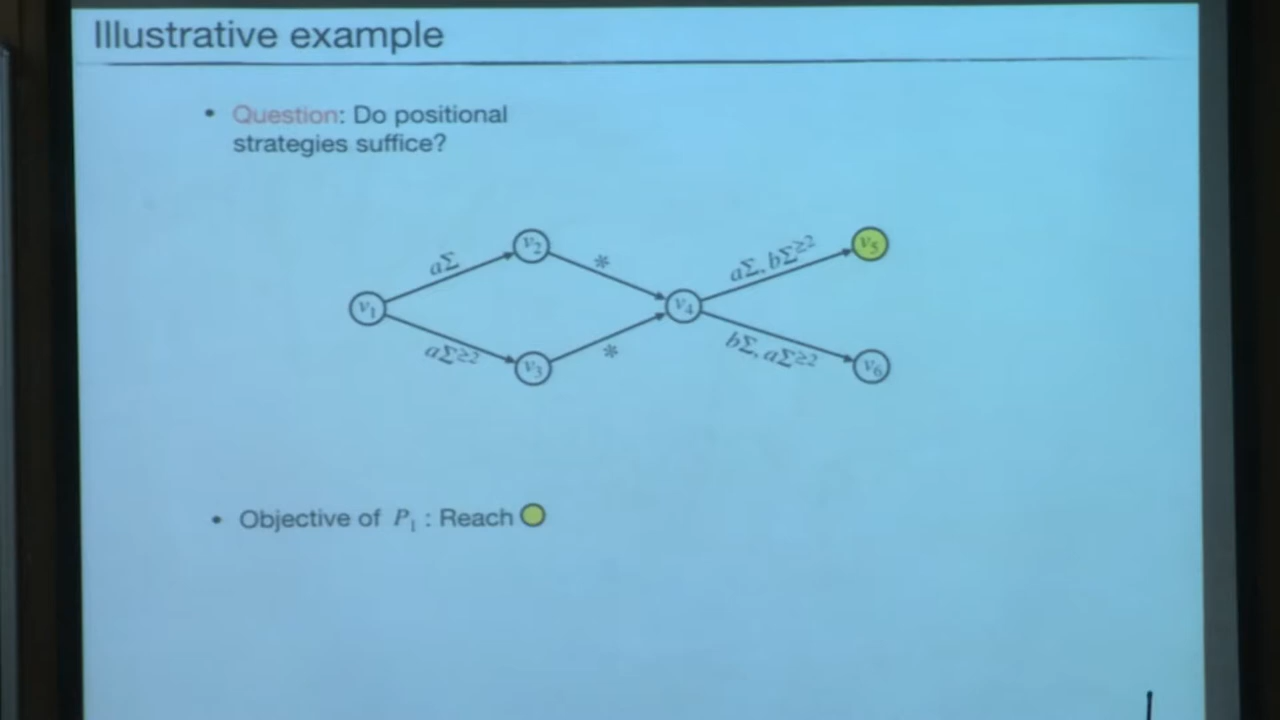 Illustrative example
• Question: Do positional
strategies suffice?
aΣ
v₂
*
aΣ, bΣ≥²
v₅
v₁
v₄
aΣ≥²
v₃
*
bΣ, aΣ≥²
v₆
• Objective of P₁ : Reach